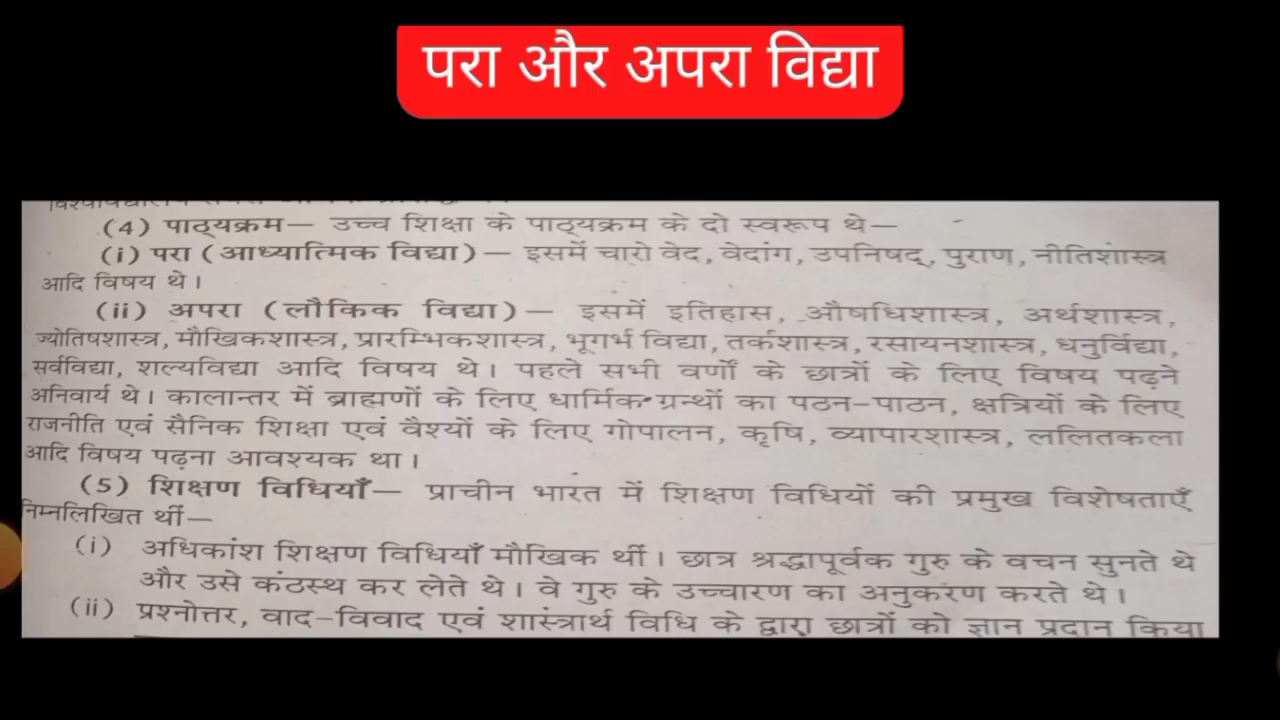 परा और अपरा विद्या
(4) पाठ्यक्रम— उच्च शिक्षा के पाठ्यक्रम के दो स्वरूप थे—
(i) परा (आध्यात्मिक विद्या)— इसमें चारो वेद, वेदांग, उपनिषद्, पुराण, नीतिशास्त्र
आदि विषय थे।
(ii) अपरा (लौकिक विद्या)— इसमें इतिहास, औषधिशास्त्र, अर्थशास्त्र,
ज्योतिषशास्त्र, मौखिकशास्त्र, प्रारम्भिकशास्त्र, भूगर्भ विद्या, तर्कशास्त्र, रसायनशास्त्र, धनुर्विद्या,
सर्वविद्या, शल्यविद्या आदि विषय थे। पहले सभी वर्णों के छात्रों के लिए विषय पढ़ने
अनिवार्य थे। कालान्तर में ब्राह्मणों के लिए धार्मिक ग्रन्थों का पठन-पाठन, क्षत्रियों के लिए
राजनीति एवं सैनिक शिक्षा एवं वैश्यों के लिए गोपालन, कृषि, व्यापारशास्त्र, ललितकला
आदि विषय पढ़ना आवश्यक था।
(5) शिक्षण विधियाँ— प्राचीन भारत में शिक्षण विधियों की प्रमुख विशेषताएँ
निम्नलिखित थीं—
(i) अधिकांश शिक्षण विधियाँ मौखिक थीं। छात्र श्रद्धापूर्वक गुरु के वचन सुनते थे
और उसे कंठस्थ कर लेते थे। वे गुरु के उच्चारण का अनुकरण करते थे।
(ii) प्रश्नोत्तर, वाद-विवाद एवं शास्त्रार्थ विधि के द्वारा छात्रों को ज्ञान प्रदान किया